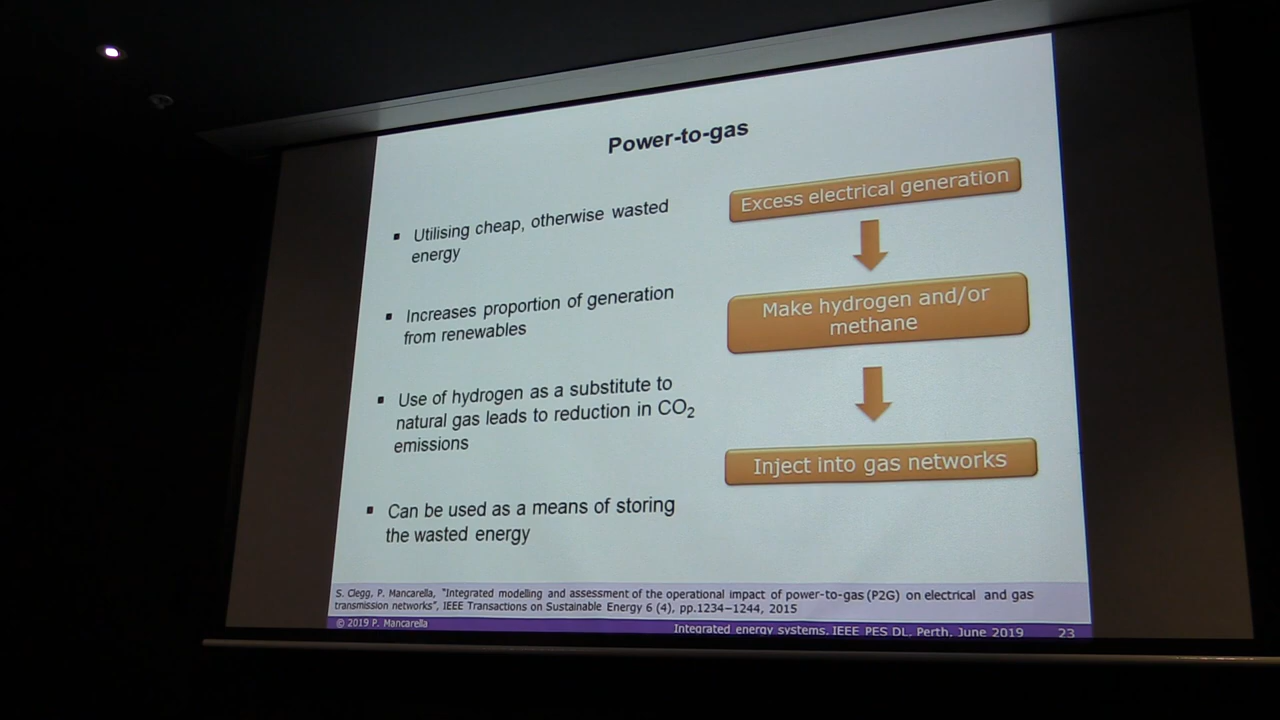 Power-to-gas
Utilising cheap, otherwise wasted
energy
Increases proportion of generation
from renewables
Use of hydrogen as a substitute to
natural gas leads to reduction in CO₂
emissions
Can be used as a means of storing
the wasted energy
Excess electrical generation
Make hydrogen and/or
methane
Inject into gas networks
S. Clegg, P. Mancarella, "Integrated modelling and assessment of the operational impact of power-to-gas (P2G) on electrical and gas
transmission networks", IEEE Transactions on Sustainable Energy 6 (4), pp.1234–1244, 2015
© 2019 P. Mancarella
Integrated energy systems, IEEE PES DL, Perth, June 2019 23